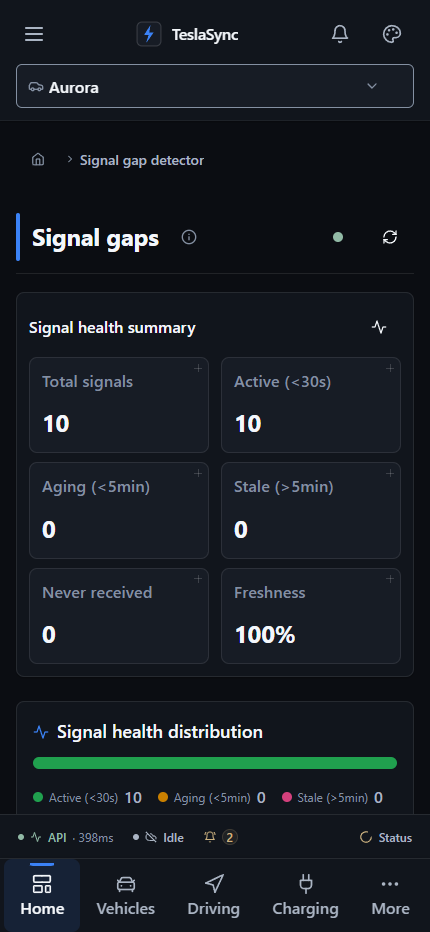 TeslaSync
Aurora
Signal gap detector
Signal gaps
Signal health summary
Total signals
10
Active (<30s)
10
Aging (<5min)
0
Stale (>5min)
0
Never received
0
Freshness
100%
Signal health distribution
Active (<30s) 10 Aging (<5min) 0 Stale (>5min) 0
API · 398ms Idle 2 Status
Home Vehicles Driving Charging More